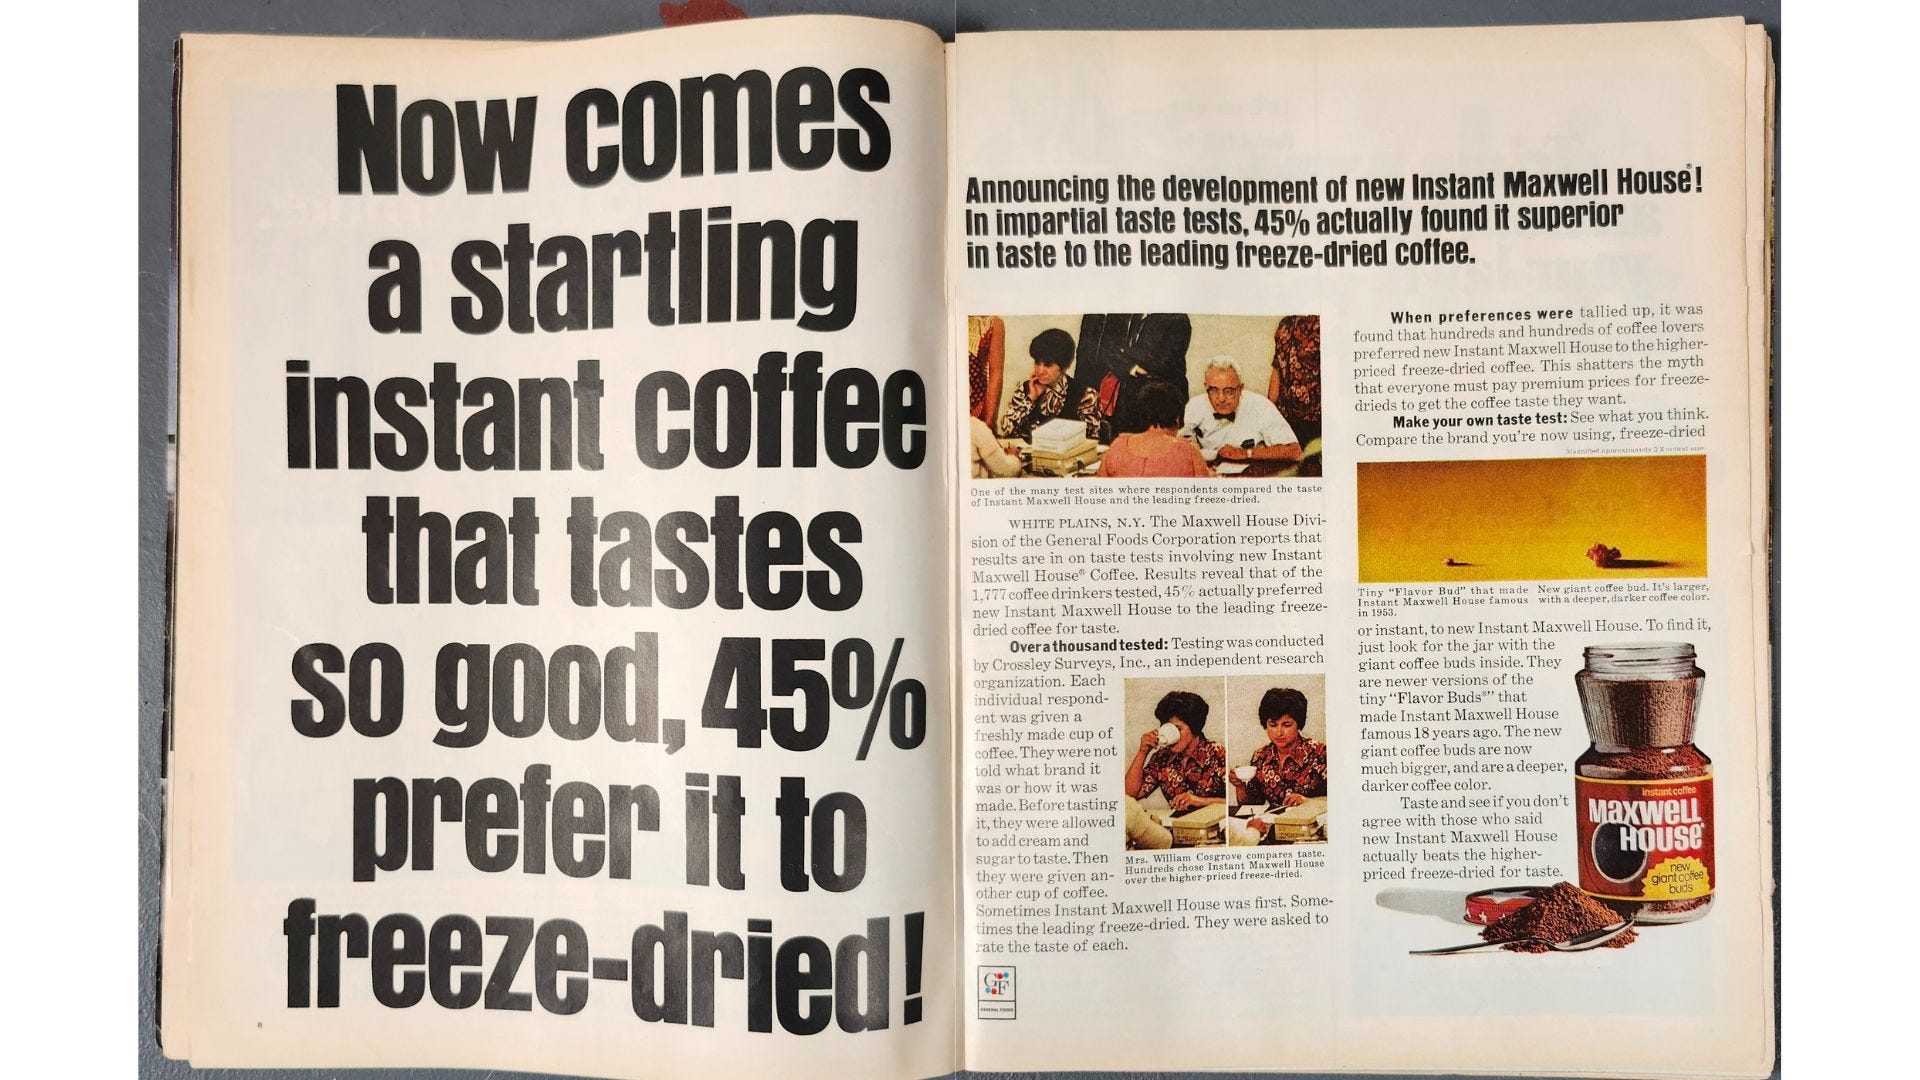 Now comes
a startling
instant coffee
that tastes
so good, 45%
prefer it to
freeze-dried!
R
Announcing the development of new Instant Maxwell House®!
In impartial taste tests, 45% actually found it superior
in taste to the leading freeze-dried coffee.
One of the many test sites where respondents compared the taste
of Instant Maxwell House and the leading freeze-dried.
WHITE PLAINS, N.Y. The Maxwell House Divi-
sion of the General Foods Corporation reports that
results are in on taste tests involving new Instant
Maxwell House® Coffee. Results reveal that of the
1,777 coffee drinkers tested, 45% actually preferred
new Instant Maxwell House to the leading freeze-
dried coffee for taste.
Over a thousand tested: Testing was conducted
by Crossley Surveys, Inc., an independent research
organization. Each
individual respond-
ent was given a
freshly made cup of
coffee. They were not
told what brand it
was or how it was
made. Before tasting
it, they were allowed
to add cream and
sugar to taste. Then
they were given an-
other cup of coffee.
Sometimes Instant Maxwell House was first. Some-
times the leading freeze-dried. They were asked to
rate the taste of each.
Mrs. William Cosgrove compares taste.
Hundreds chose Instant Maxwell House
over the higher-priced freeze-dried.
GF
GENERAL FOODS
When preferences were tallied up, it was
found that hundreds and hundreds of coffee lovers
preferred new Instant Maxwell House to the higher-
priced freeze-dried coffee. This shatters the myth
that everyone must pay premium prices for freeze-
drieds to get the coffee taste they want.
Make your own taste test: See what you think.
Compare the brand you're now using, freeze-dried
Magnified approximately 3 X actual size
Tiny "Flavor Bud" that made
Instant Maxwell House famous
in 1953.
New giant coffee bud. It's larger,
with a deeper, darker coffee color.
or instant, to new Instant Maxwell House. To find it,
just look for the jar with the
giant coffee buds inside. They
are newer versions of the
tiny "Flavor Buds®" that
made Instant Maxwell House
famous 18 years ago. The new
giant coffee buds are now
much bigger, and are a deeper,
darker coffee color.
Taste and see if you don't
agree with those who said
new Instant Maxwell House
actually beats the higher-
priced freeze-dried for taste.
instant coffee
MAXWELL
HOUSE®
new
giant coffee
buds